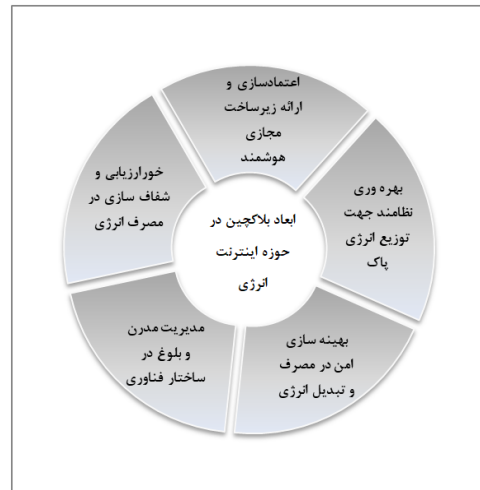 اعتمادسازی و
ارائه زیرساخت
مجازی
هوشمند
بهره وری
نظامند جهت
توزیع انرژی
پاک
بهینه سازی
امن در مصرف
و تبدیل انرژی
مدیریت مدرن
و بلوغ در
ساختار فناوری
خورارزیابی و
شفاف سازی در
مصرف انرژی
ابعاد بلاکچین در
حوزه اینترنت
انرژی